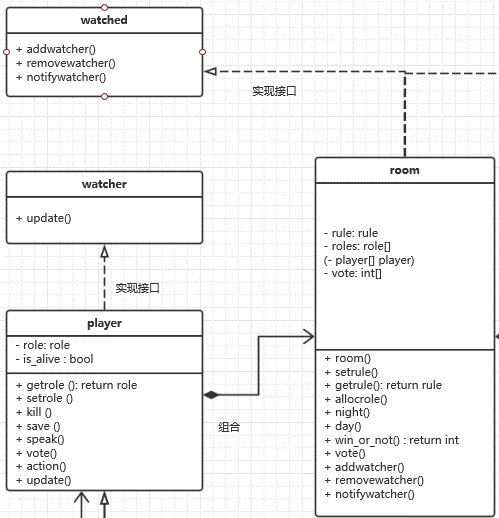 watched
+ addwatcher()
+ removewatcher()
+ notifywatcher()
实现接口
watcher
+ update()
实现接口
player
- role: role
- is_alive : bool
+ getrole (): return role
+ setrole ()
+ kill ()
+ save ()
+ speak()
+ vote()
+ action()
+ update()
组合
room
- rule: rule
- roles: role[]
(- player[] player)
- vote: int[]
+ room()
+ setrule()
+ getrule(): return rule
+ allocrole()
+ night()
+ day()
+ win_or_not() : return int
+ vote()
+ addwatcher()
+ removewatcher()
+ notifywatcher()